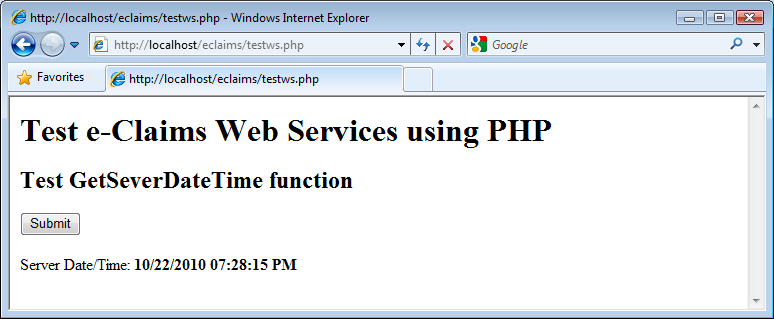 http://localhost/eclaims/testws.php - Windows Internet Explorer
http://localhost/eclaims/testws.php
Google
Favorites
http://localhost/eclaims/testws.php
Test e-Claims Web Services using PHP
Test GetSeverDateTime function
Submit
Server Date/Time: 10/22/2010 07:28:15 PM